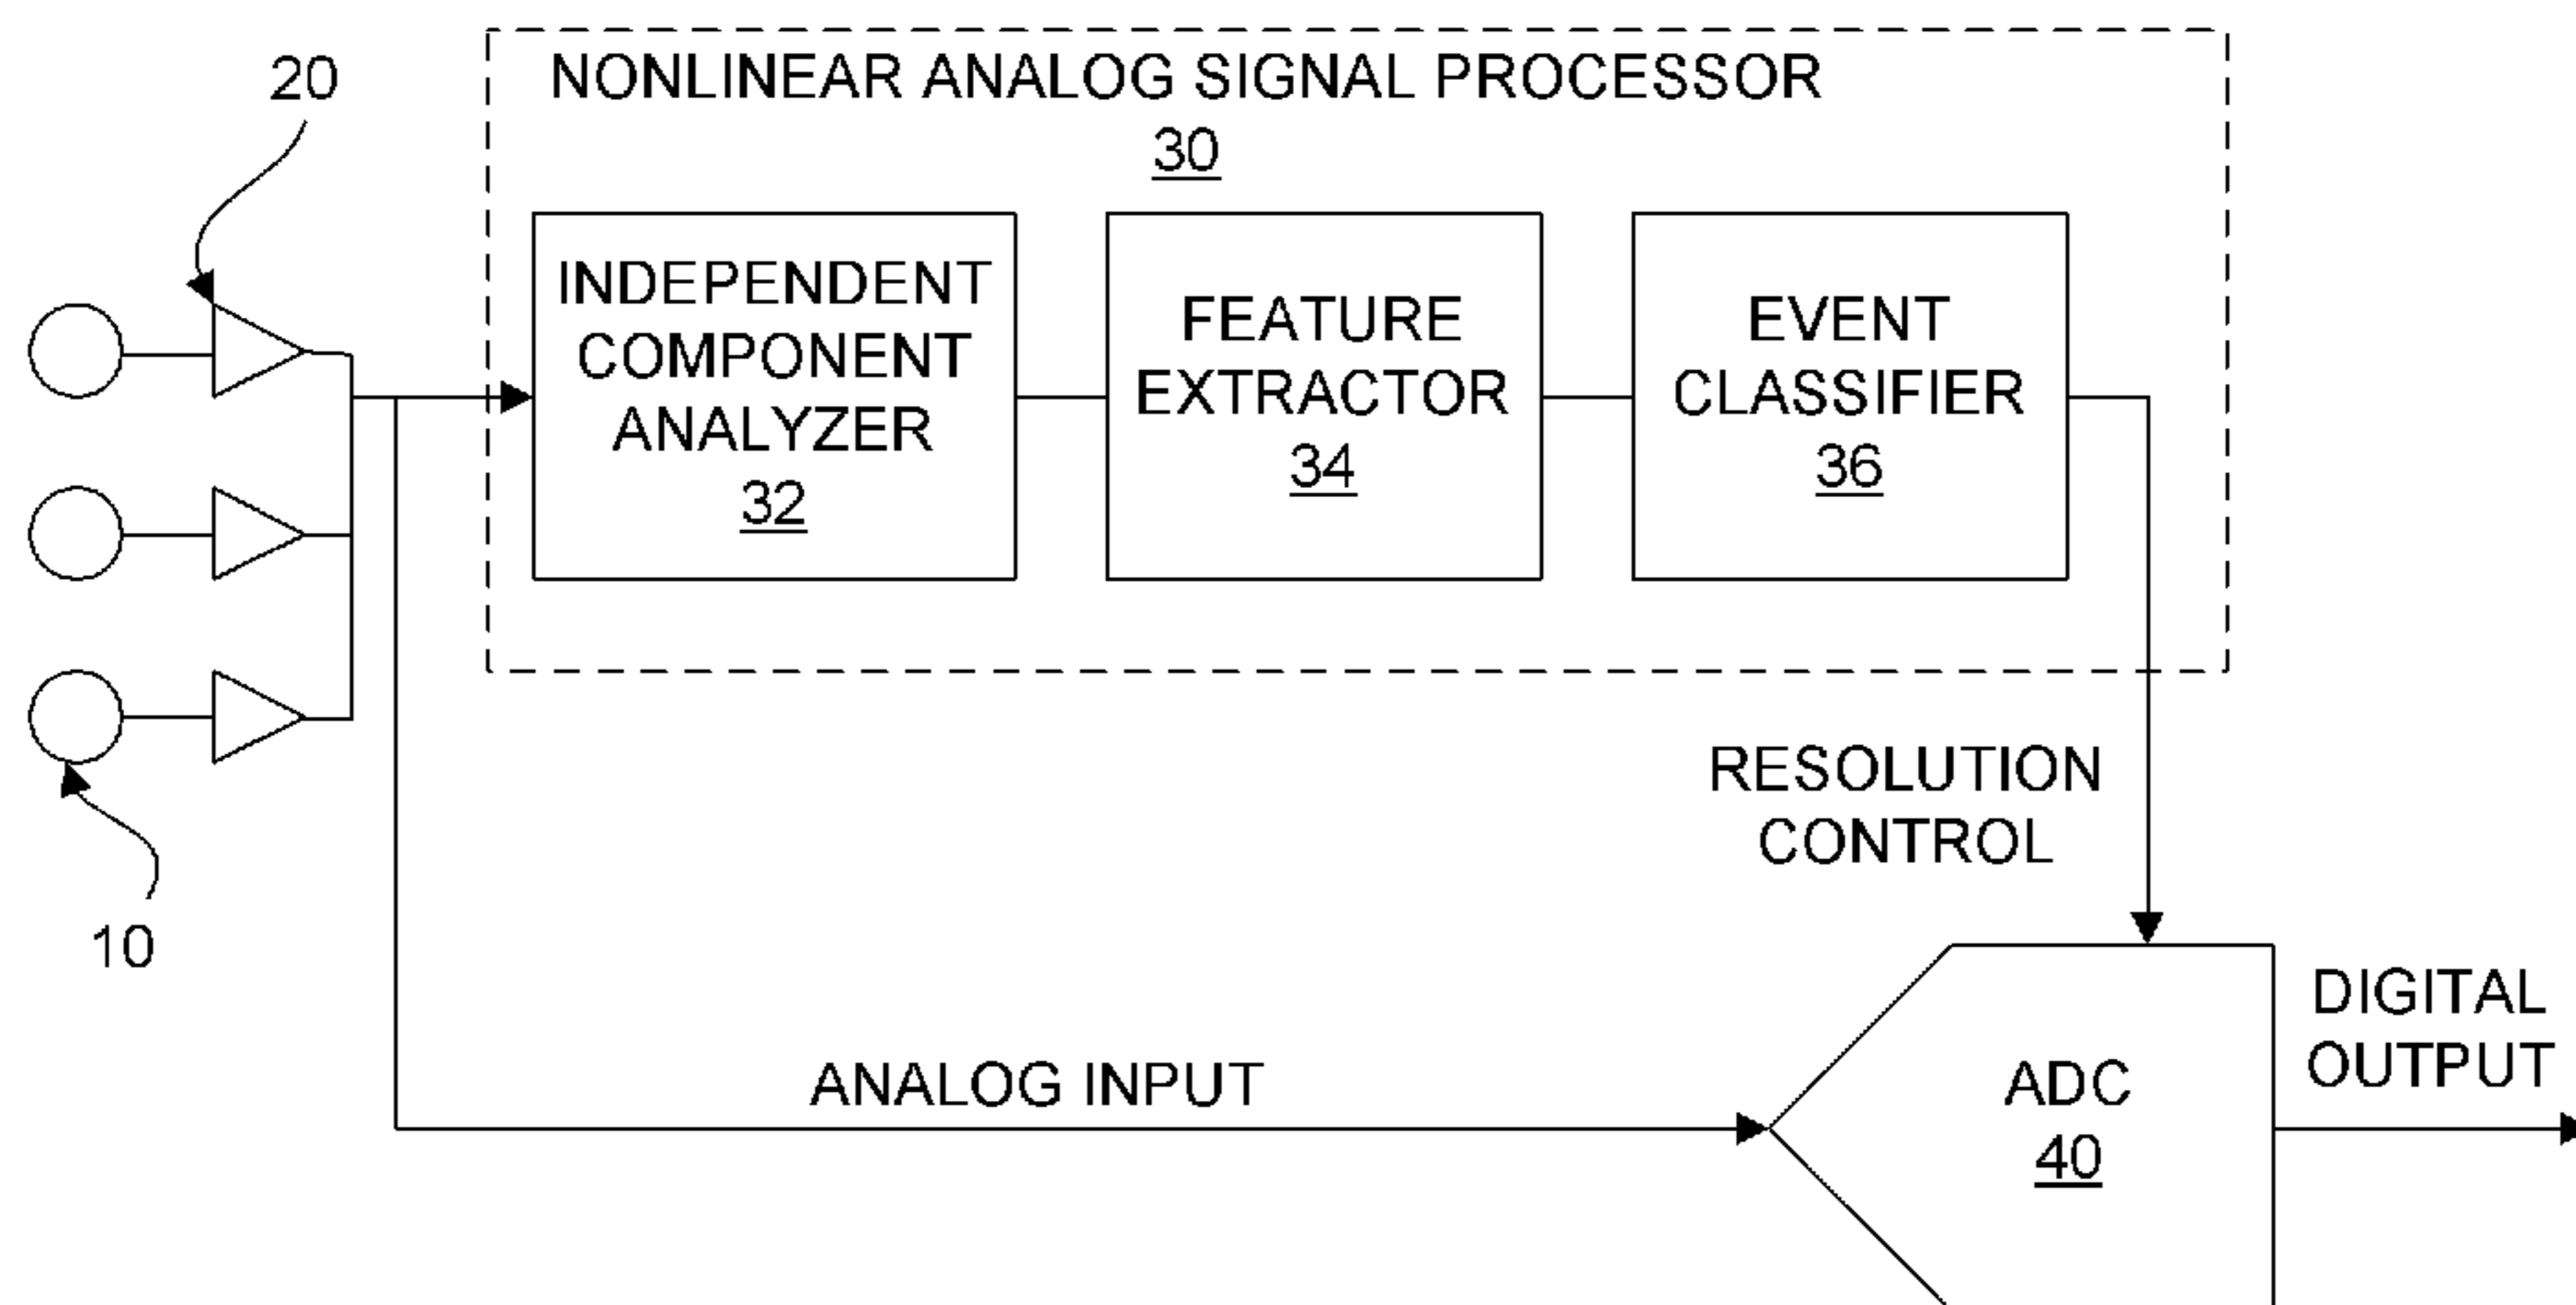 20
NONLINEAR ANALOG SIGNAL PROCESSOR
30
INDEPENDENT
COMPONENT
ANALYZER
32
FEATURE
EXTRACTOR
34
EVENT
CLASSIFIER
36
10
RESOLUTION
CONTROL
ANALOG INPUT
ADC
40
DIGITAL
OUTPUT